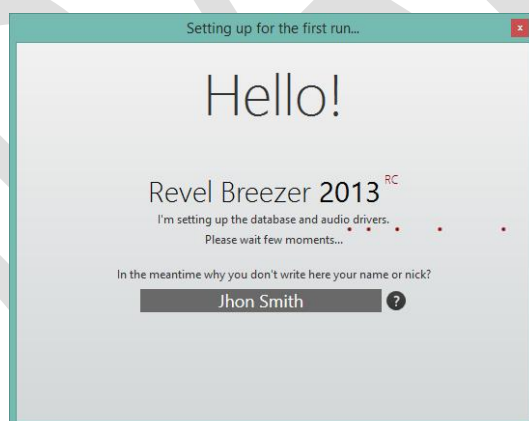 Setting up for the first run...
x
Hello!
Revel Breezer 2013 RC
I'm setting up the database and audio drivers.
Please wait few moments...
In the meantime why you don't write here your name or nick?
Jhon Smith ?